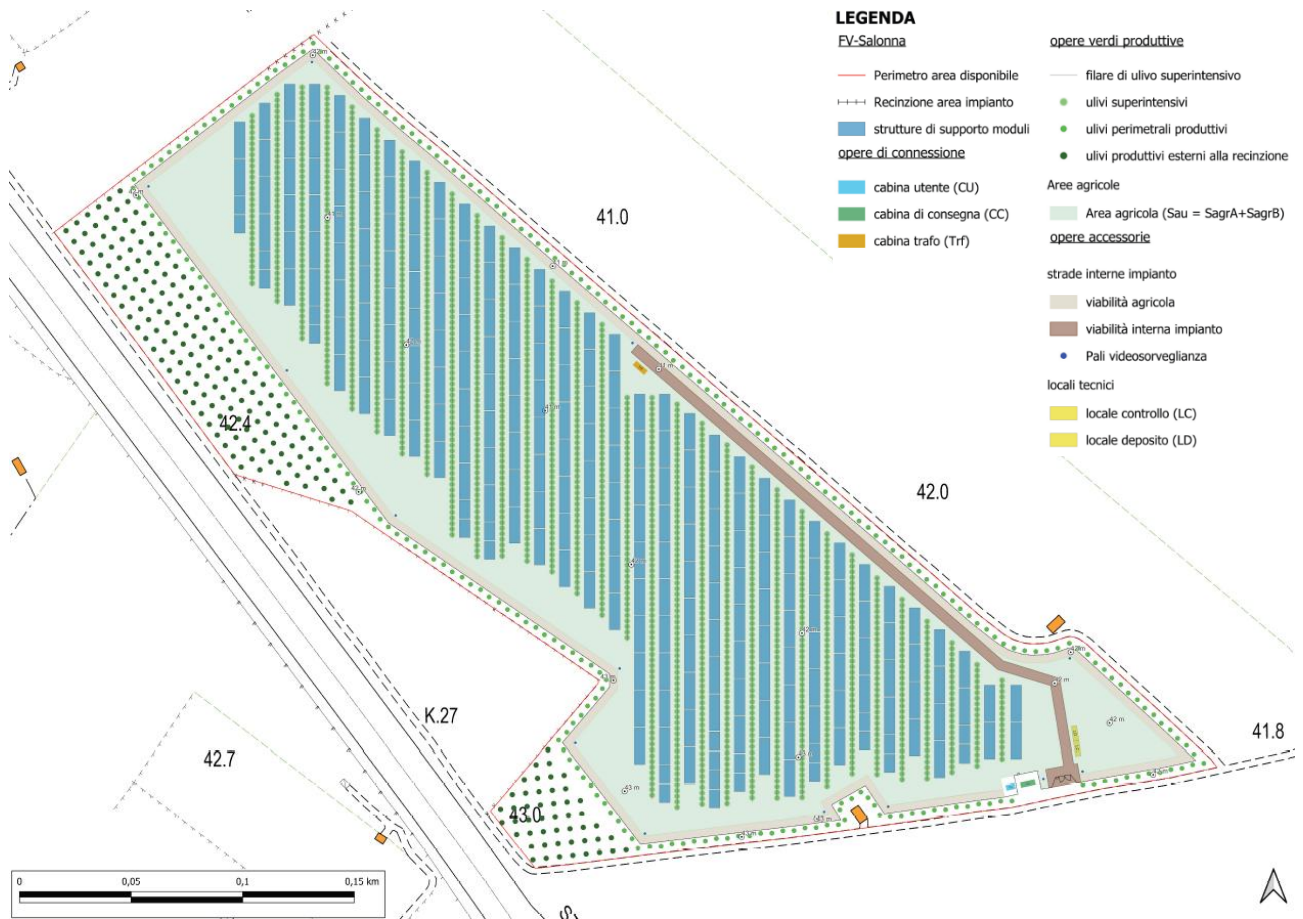 LEGENDA
FV-Salonna
Perimetro area disponibile
Recinzione area impianto
strutture di supporto moduli
opere di connessione
cabina utente (CU)
cabina di consegna (CC)
cabina trafo (Trf)
opere verdi produttive
filare di ulivo superintensivo
ulivi superintensivi
ulivi perimetrali produttivi
ulivi produttivi esterni alla recinzione
Aree agricole
Area agricola (Sau = SagrA+SagrB)
opere accessorie
strade interne impianto
viabilità agricola
viabilità interna impianto
Pali videosorveglianza
locali tecnici
locale controllo (LC)
locale deposito (LD)
41.0
42.4
42.0
K.27
42.7
43.0
41.8
42 m
43 m
0 0,05 0,1 0,15 km
S